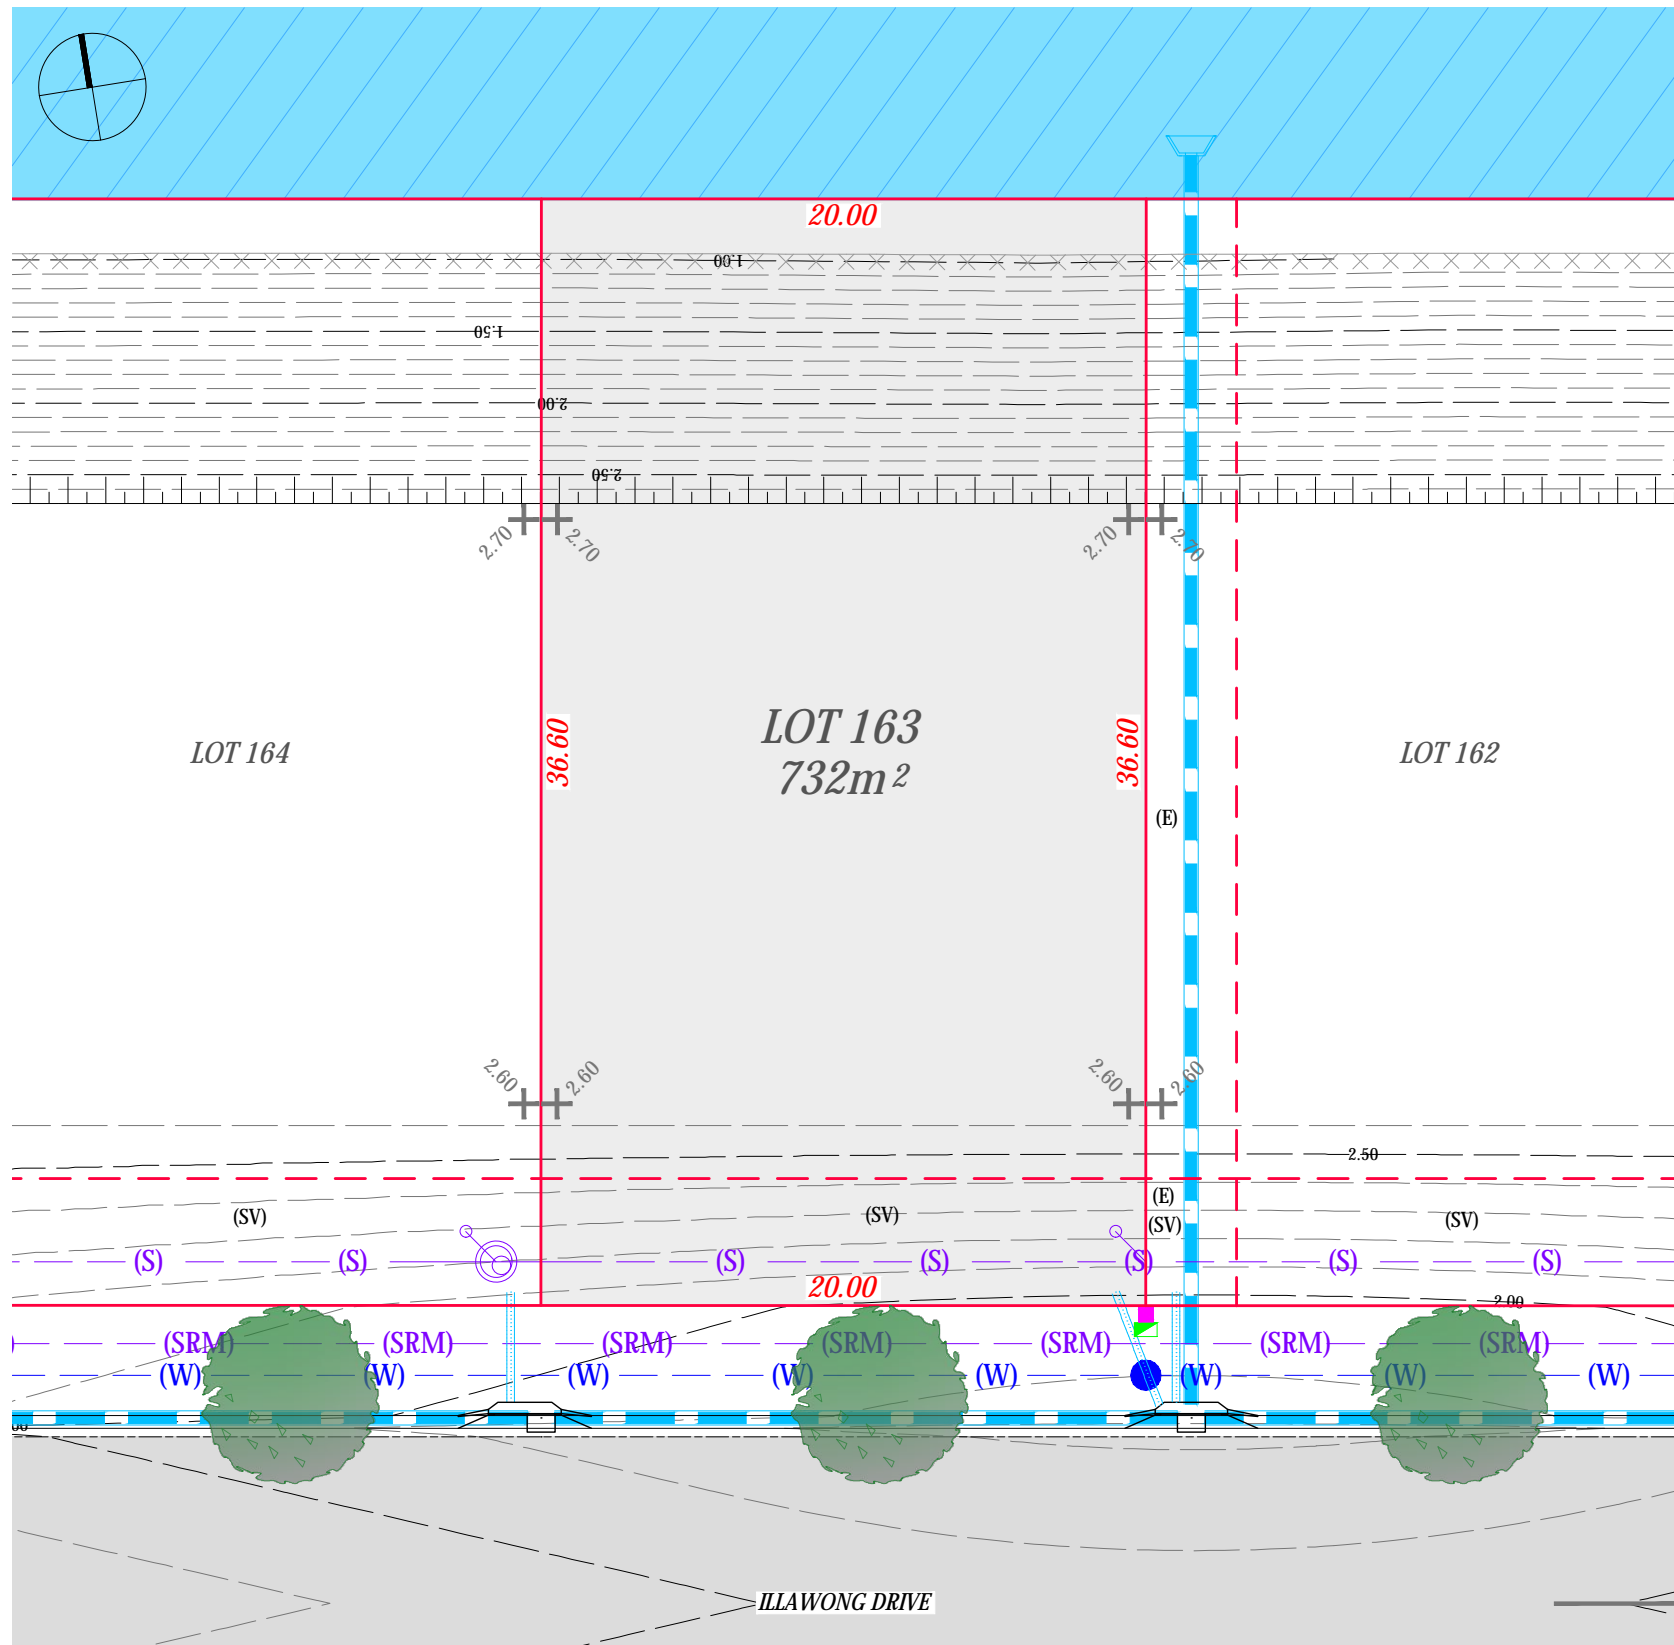 20.00
1.00
1.50
2.00
2.50
2.70 2.70 2.70 2.70
LOT 163
732m²
36.60 36.60
LOT 164
LOT 162
(E)
2.60 2.60 2.60 2.60
2.50
(E)
(SV) (SV) (SV) (SV)
(S) (S) (S) (S) (S) (S) (S)
20.00
2.00
(SRM) (SRM) (SRM) (SRM) (SRM) (SRM) (SRM)
(W) (W) (W) (W) (W) (W) (W) (W)
ILLAWONG DRIVE